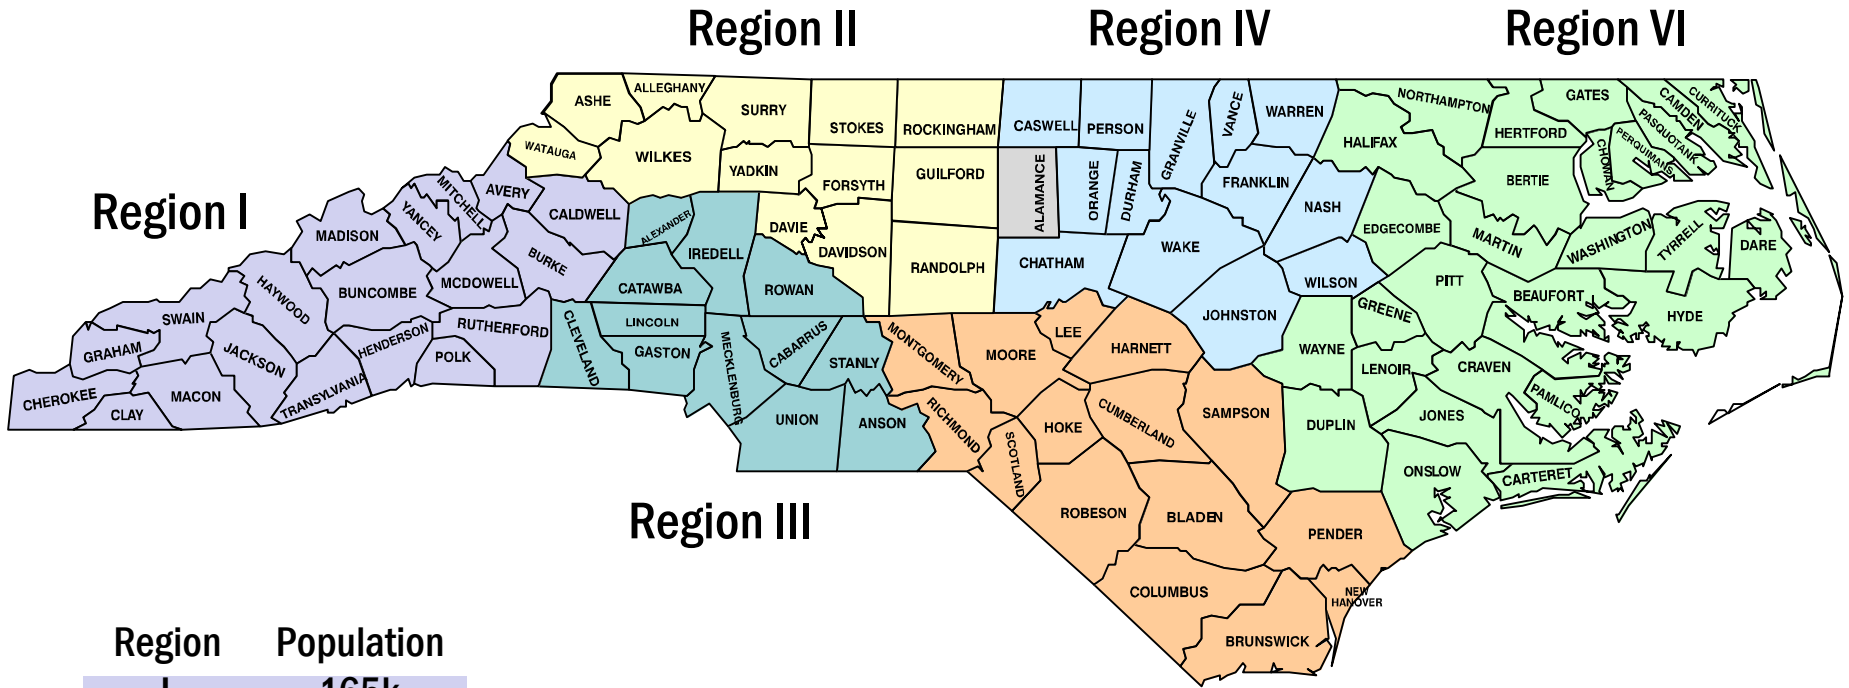 Region II
Region IV
Region VI
Region I
Region III
ASHE
ALLEGHANY
SURRY
STOKES
ROCKINGHAM
CASWELL
PERSON
GRANVILLE
VANCE
WARREN
NORTHAMPTON
GATES
CAMDEN
CURRITUCK
PASQUOTANK
PERQUIMANS
CHOWAN
HERTFORD
HALIFAX
WATAUGA
WILKES
YADKIN
FORSYTH
GUILFORD
ALAMANCE
ORANGE
DURHAM
FRANKLIN
NASH
EDGECOMBE
BERTIE
MARTIN
WASHINGTON
TYRRELL
DARE
MITCHELL
AVERY
CALDWELL
YANCEY
MADISON
ALEXANDER
IREDELL
DAVIE
DAVIDSON
RANDOLPH
CHATHAM
WAKE
WILSON
PITT
BEAUFORT
HYDE
HAYWOOD
BUNCOMBE
MCDOWELL
BURKE
CATAWBA
ROWAN
JOHNSTON
GREENE
SWAIN
GRAHAM
JACKSON
HENDERSON
RUTHERFORD
POLK
CLEVELAND
LINCOLN
GASTON
MECKLENBURG
CABARRUS
STANLY
MONTGOMERY
MOORE
LEE
HARNETT
WAYNE
LENOIR
CRAVEN
PAMLICO
CHEROKEE
CLAY
MACON
TRANSYLVANIA
UNION
ANSON
RICHMOND
SCOTLAND
HOKE
CUMBERLAND
SAMPSON
DUPLIN
JONES
ONSLOW
CARTERET
ROBESON
BLADEN
PENDER
COLUMBUS
NEW
HANOVER
BRUNSWICK
Region Population
I 165k